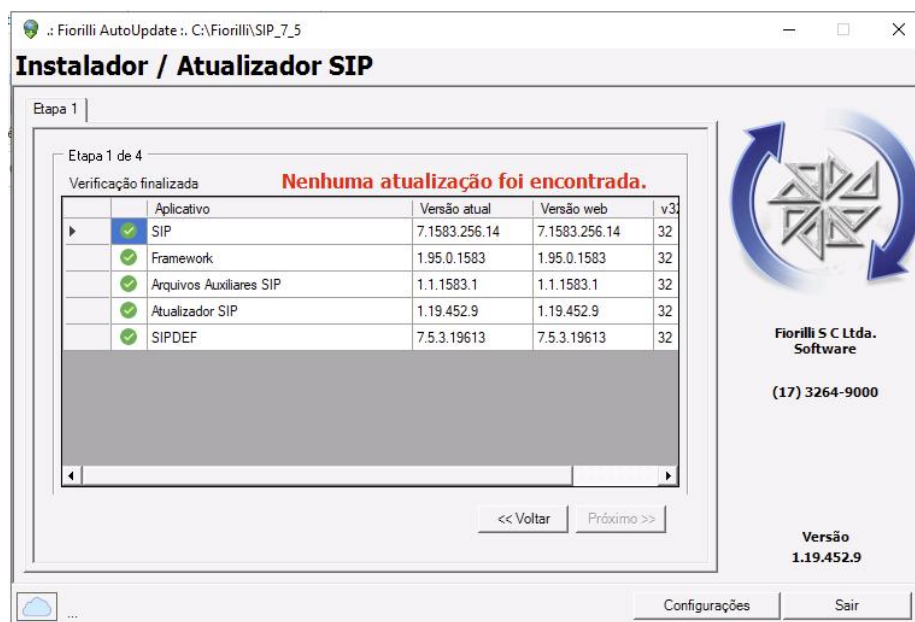 .: Fiorilli AutoUpdate :. C:\Fiorilli\SIP_7_5
Instalador / Atualizador SIP
Etapa 1
Etapa 1 de 4
Verificação finalizada Nenhuma atualização foi encontrada.
Aplicativo Versão atual Versão web v32
SIP 7.1583.256.14 7.1583.256.14 32
Framework 1.95.0.1583 1.95.0.1583 32
Arquivos Auxiliares SIP 1.1.1583.1 1.1.1583.1 32
Atualizador SIP 1.19.452.9 1.19.452.9 32
SIPDEF 7.5.3.19613 7.5.3.19613 32
<< Voltar Próximo >>
Fiorilli S C Ltda.
Software
(17) 3264-9000
Versão
1.19.452.9
... Configurações Sair